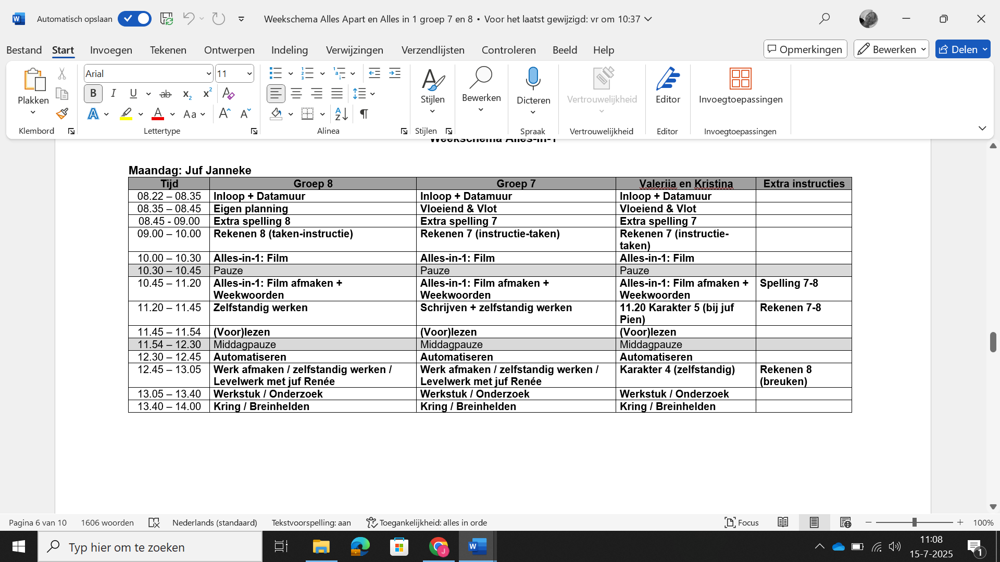 Automatisch opslaan
Weekschema Alles Apart en Alles in 1 groep 7 en 8 • Voor het laatst gewijzigd: vr om 10:37
Bestand Start Invoegen Tekenen Ontwerpen Indeling Verwijzingen Verzendlijsten Controleren Beeld Help
Opmerkingen Bewerken Delen
Plakken
Klembord
Arial 11
Lettertype
Alinea
Stijlen
Stijlen
Bewerken
Dicteren
Spraak
Vertrouwelijkheid
Vertrouwelijkheid
Editor
Editor
Invoegtoepassingen
Invoegtoepassingen
Weekschema Alles-in-1
Maandag: Juf Janneke
Tijd Groep 8 Groep 7 Valeriia en Kristina Extra instructies
08.22 – 08.35 Inloop + Datamuur Inloop + Datamuur Inloop + Datamuur
08.35 – 08.45 Eigen planning Vloeiend & Vlot Vloeiend & Vlot
08.45 - 09.00 Extra spelling 8 Extra spelling 7 Extra spelling 7
09.00 – 10.00 Rekenen 8 (taken-instructie) Rekenen 7 (instructie-taken) Rekenen 7 (instructie-
taken)
10.00 – 10.30 Alles-in-1: Film Alles-in-1: Film Alles-in-1: Film
10.30 – 10.45 Pauze Pauze Pauze
10.45 – 11.20 Alles-in-1: Film afmaken + Alles-in-1: Film afmaken + Alles-in-1: Film afmaken + Spelling 7-8
Weekwoorden Weekwoorden Weekwoorden
11.20 – 11.45 Zelfstandig werken Schrijven + zelfstandig werken 11.20 Karakter 5 (bij juf Rekenen 7-8
Pien)
11.45 – 11.54 (Voor)lezen (Voor)lezen (Voor)lezen
11.54 – 12.30 Middagpauze Middagpauze Middagpauze
12.30 – 12.45 Automatiseren Automatiseren Automatiseren
12.45 – 13.05 Werk afmaken / zelfstandig werken / Werk afmaken / zelfstandig werken / Karakter 4 (zelfstandig) Rekenen 8
Levelwerk met juf Renée Levelwerk met juf Renée (breuken)
13.05 – 13.40 Werkstuk / Onderzoek Werkstuk / Onderzoek Werkstuk / Onderzoek
13.40 – 14.00 Kring / Breinhelden Kring / Breinhelden Kring / Breinhelden
Pagina 6 van 10 1606 woorden Nederlands (standaard) Tekstvoorspelling: aan Toegankelijkheid: alles in orde Focus 100%
Typ hier om te zoeken
11:08
15-7-2025
1